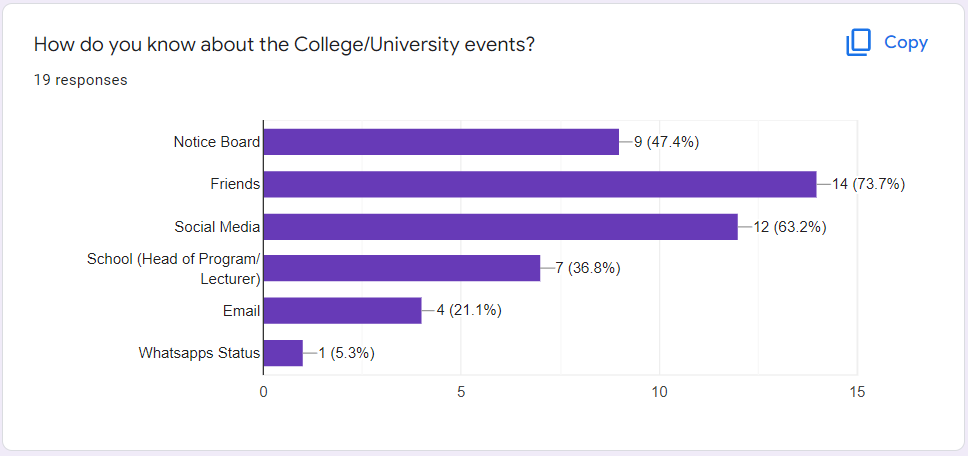 How do you know about the College/University events?
Copy
19 responses
Notice Board
9 (47.4%)
Friends
14 (73.7%)
Social Media
12 (63.2%)
School (Head of Program/
Lecturer)
7 (36.8%)
Email
4 (21.1%)
Whatsapps Status
1 (5.3%)
0
5
10
15